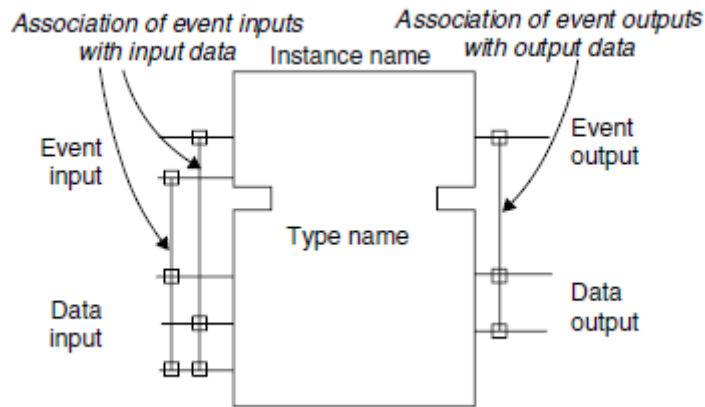 Association of event inputs
with input data
Association of event outputs
with output data
Instance name
Event
input
Event
output
Type name
Data
input
Data
output